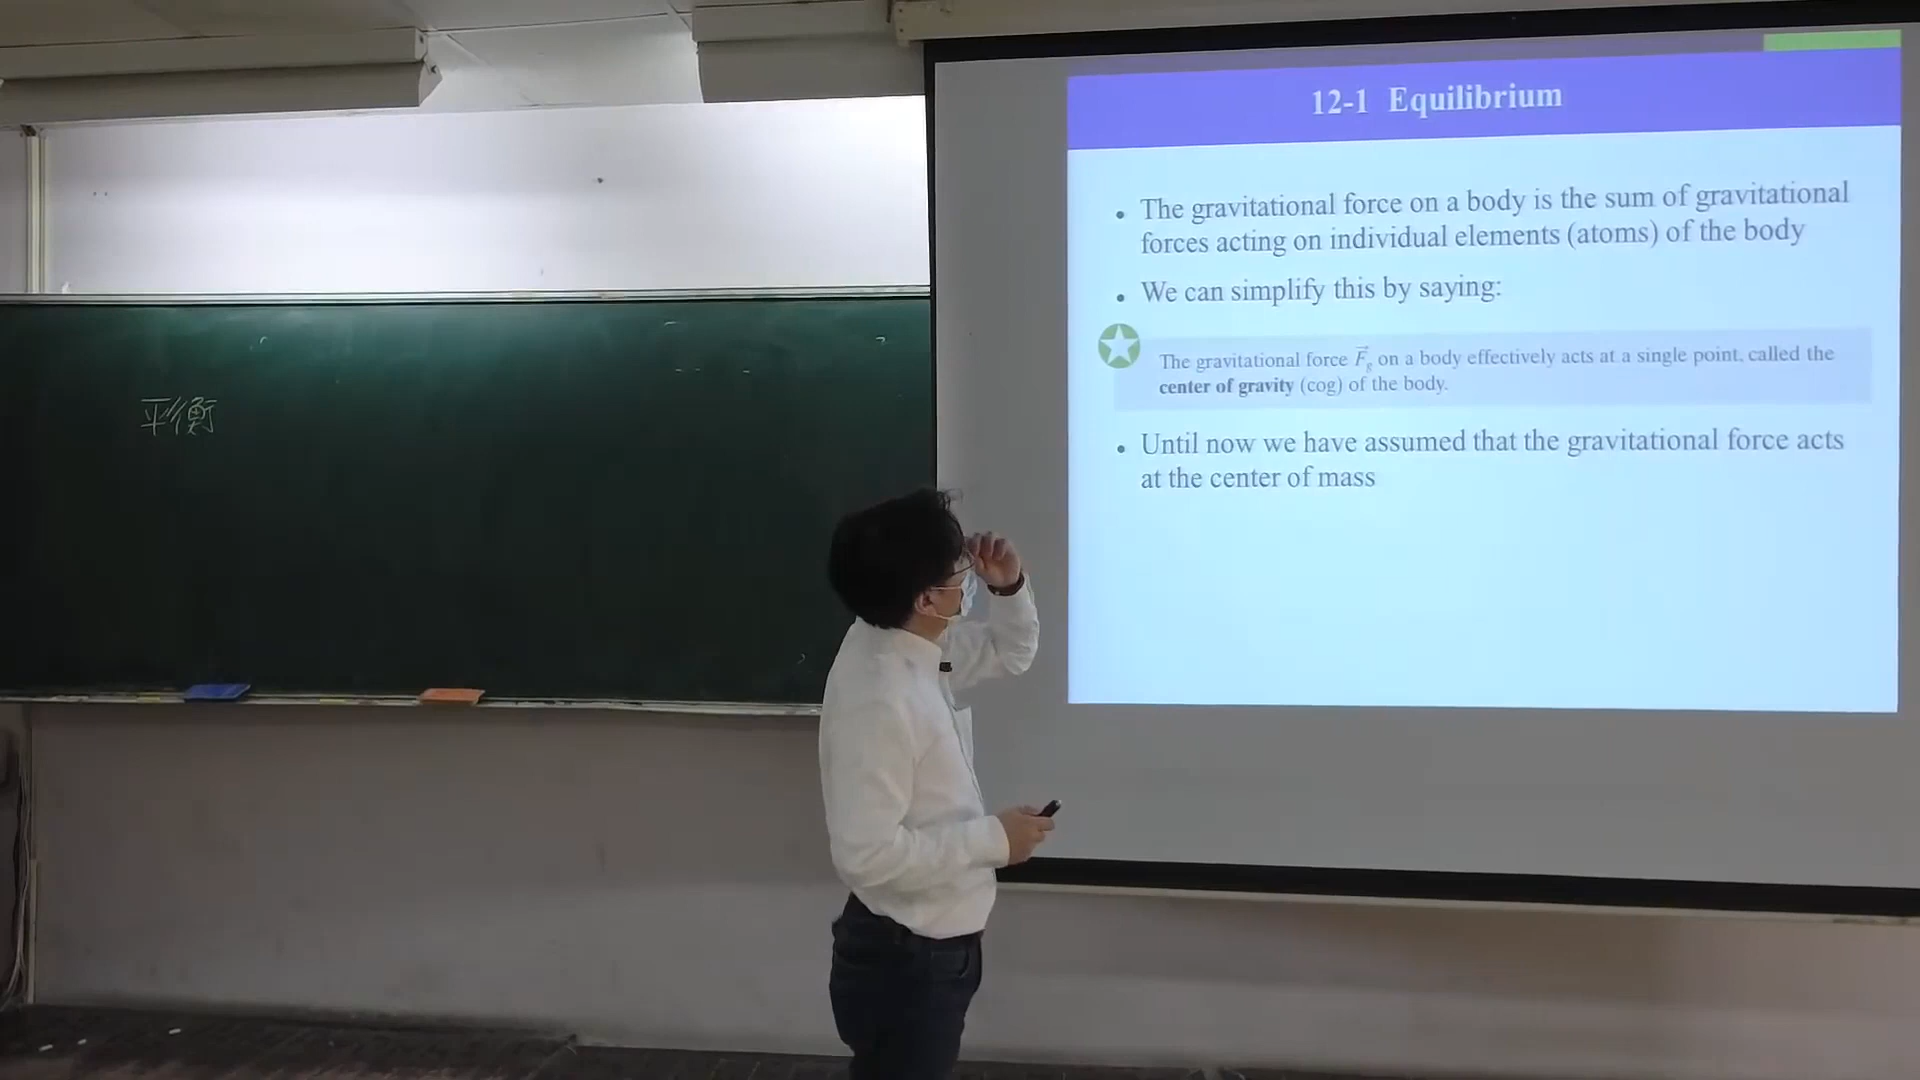 平衡
12-1 Equilibrium
• The gravitational force on a body is the sum of gravitational
forces acting on individual elements (atoms) of the body
• We can simplify this by saying:
The gravitational force F⃗g on a body effectively acts at a single point, called the
center of gravity (cog) of the body.
• Until now we have assumed that the gravitational force acts
at the center of mass